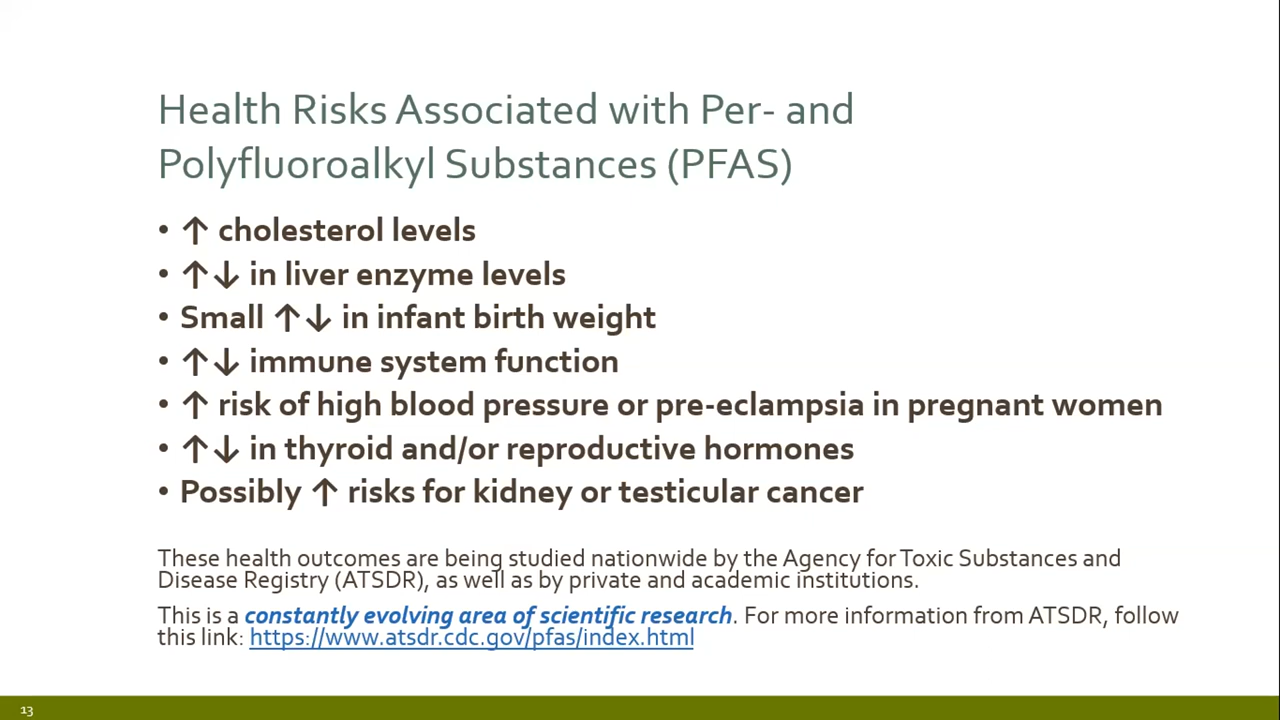 Health Risks Associated with Per- and
Polyfluoroalkyl Substances (PFAS)
• ↑ cholesterol levels
• ↑↓ in liver enzyme levels
• Small ↑↓ in infant birth weight
• ↑↓ immune system function
• ↑ risk of high blood pressure or pre-eclampsia in pregnant women
• ↑↓ in thyroid and/or reproductive hormones
• Possibly ↑ risks for kidney or testicular cancer
These health outcomes are being studied nationwide by the Agency for Toxic Substances and
Disease Registry (ATSDR), as well as by private and academic institutions.
This is a constantly evolving area of scientific research. For more information from ATSDR, follow
this link: https://www.atsdr.cdc.gov/pfas/index.html
13